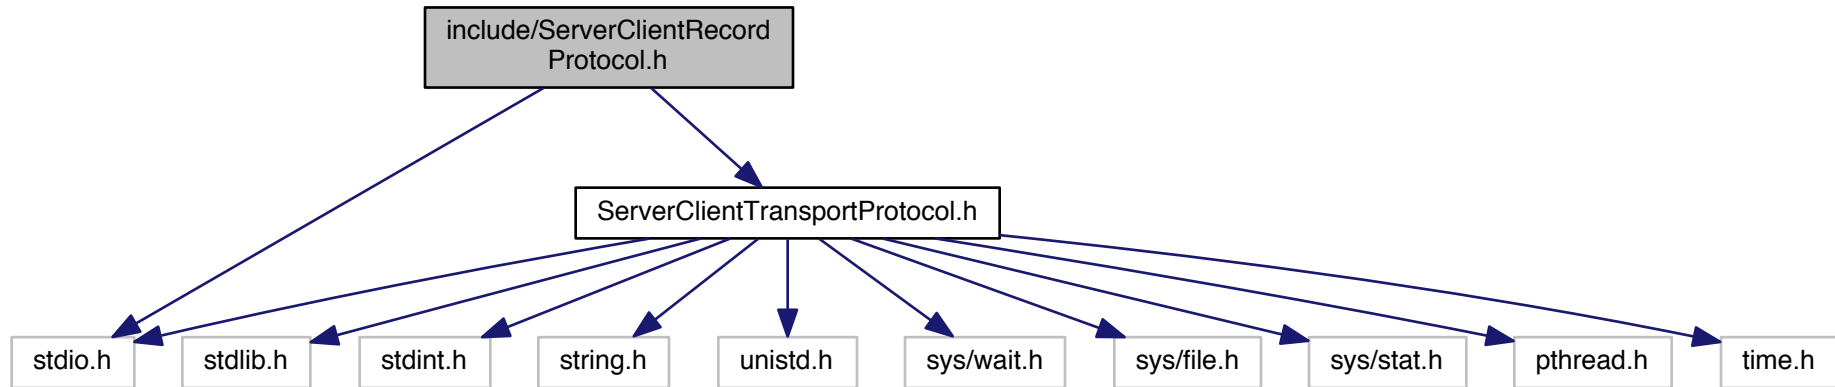 include/ServerClientRecord
Protocol.h
ServerClientTransportProtocol.h
stdio.h
stdlib.h
stdint.h
string.h
unistd.h
sys/wait.h
sys/file.h
sys/stat.h
pthread.h
time.h